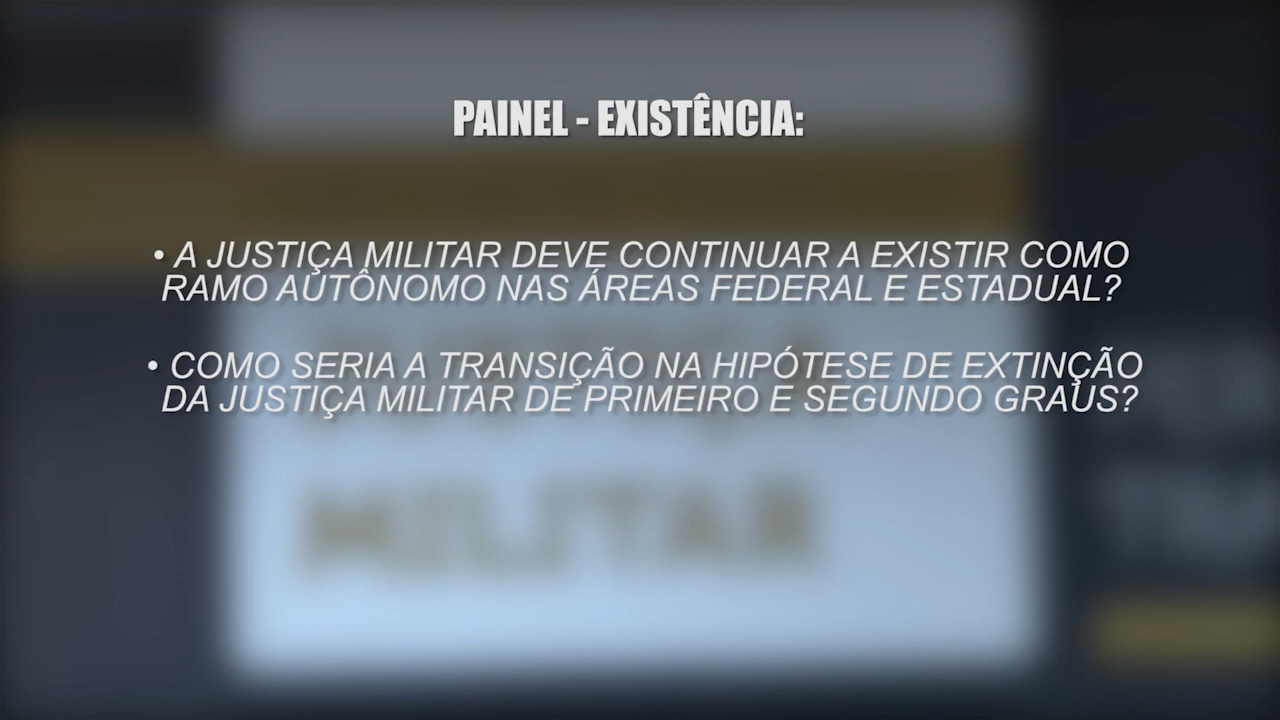 PAINEL - EXISTÊNCIA:
• A JUSTIÇA MILITAR DEVE CONTINUAR A EXISTIR COMO
RAMO AUTÔNOMO NAS ÁREAS FEDERAL E ESTADUAL?
• COMO SERIA A TRANSIÇÃO NA HIPÓTESE DE EXTINÇÃO
DA JUSTIÇA MILITAR DE PRIMEIRO E SEGUNDO GRAUS?
MILITAR